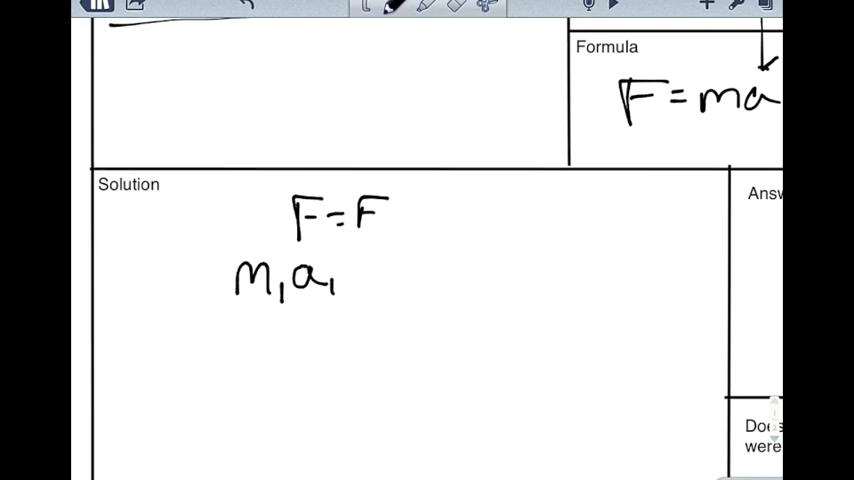 Formula
F = ma
Solution
F = F
m₁a₁
Answ
Does
were